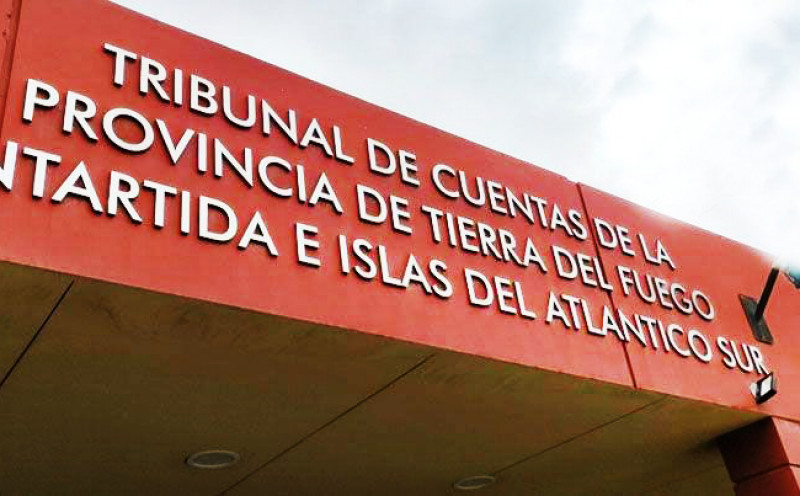 TRIBUNAL DE CUENTAS DE LA
PROVINCIA DE TIERRA DEL FUEGO
NTARTIDA E ISLAS DEL ATLANTICO SUR